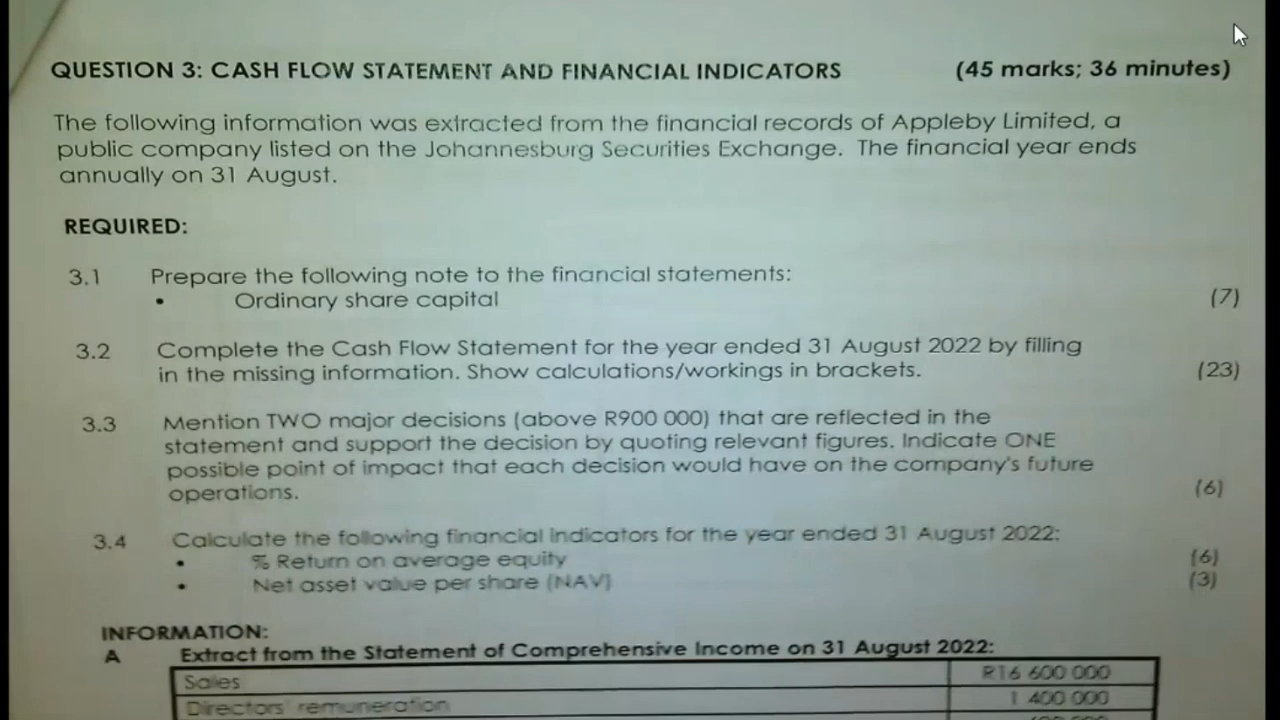 QUESTION 3: CASH FLOW STATEMENT AND FINANCIAL INDICATORS (45 marks; 36 minutes)
The following information was extracted from the financial records of Appleby Limited, a
public company listed on the Johannesburg Securities Exchange. The financial year ends
annually on 31 August.
REQUIRED:
3.1 Prepare the following note to the financial statements:
• Ordinary share capital (7)
3.2 Complete the Cash Flow Statement for the year ended 31 August 2022 by filling
in the missing information. Show calculations/workings in brackets. (23)
3.3 Mention TWO major decisions (above R900 000) that are reflected in the
statement and support the decision by quoting relevant figures. Indicate ONE
possible point of impact that each decision would have on the company's future
operations. (6)
3.4 Calculate the following financial indicators for the year ended 31 August 2022:
• % Return on average equity (6)
• Net asset value per share (NAV) (3)
INFORMATION:
A Extract from the Statement of Comprehensive Income on 31 August 2022:
Sales R16 600 000
Directors' remuneration 1 400 000